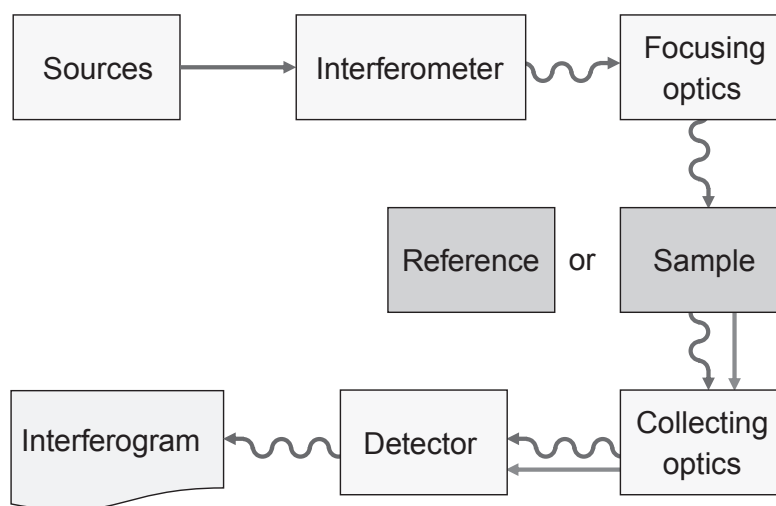 Sources
Interferometer
Focusing
optics
Reference
or
Sample
Interferogram
Detector
Collecting
optics